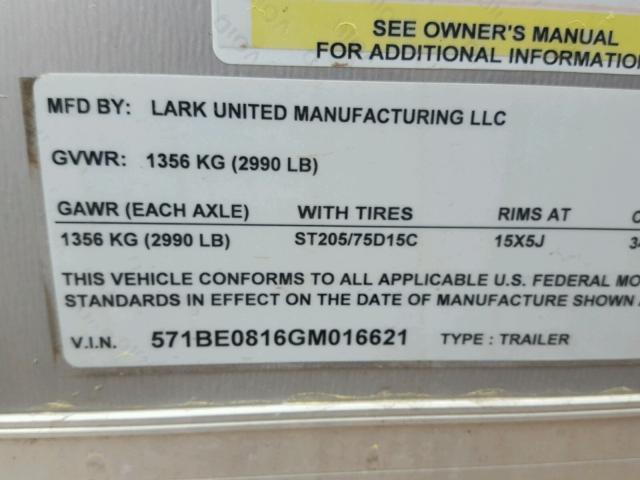 SEE OWNER'S MANUAL
FOR ADDITIONAL INFORMATION
MFD BY: LARK UNITED MANUFACTURING LLC
GVWR: 1356 KG (2990 LB)
GAWR (EACH AXLE) WITH TIRES RIMS AT
1356 KG (2990 LB) ST205/75D15C 15X5J
THIS VEHICLE CONFORMS TO ALL APPLICABLE U.S. FEDERAL MO
STANDARDS IN EFFECT ON THE DATE OF MANUFACTURE SHOWN
V.I.N. 571BE0816GM016621 TYPE : TRAILER